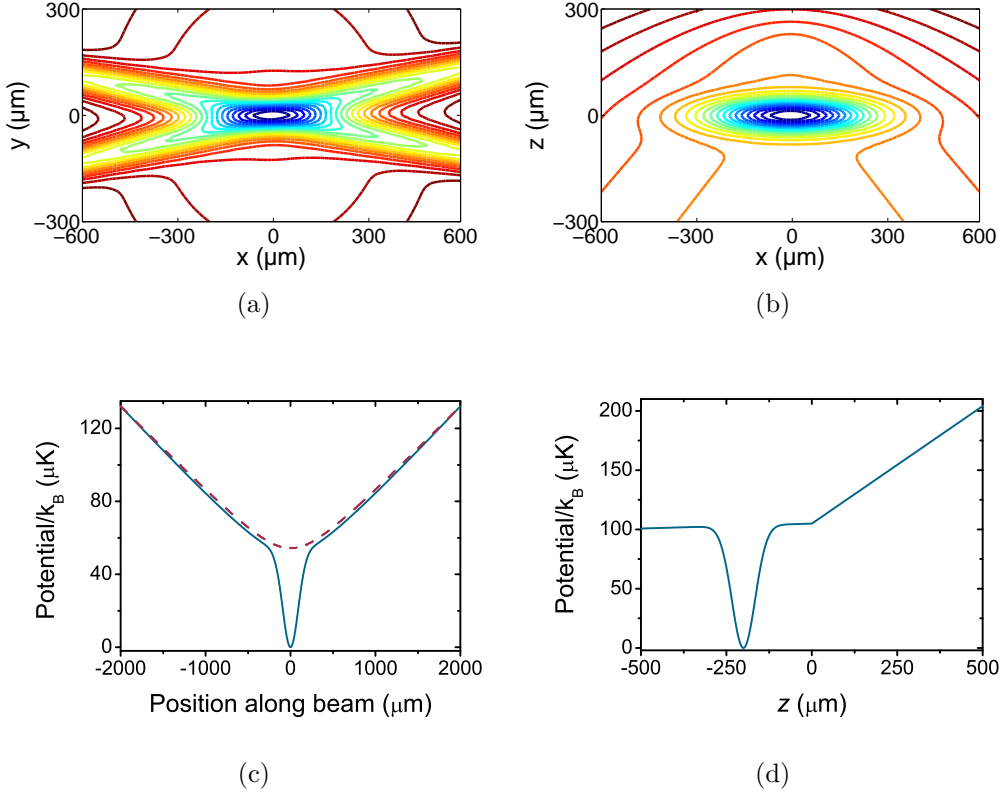 300
0
−300
y (µm)
−600
−300
0
300
600
x (µm)
(a)
300
0
−300
z (µm)
−600
−300
0
300
600
x (µm)
(b)
120
80
40
0
Potential/k_B (µK)
-2000
-1000
0
1000
2000
Position along beam (µm)
(c)
200
150
100
50
0
Potential/k_B (µK)
-500
-250
0
250
500
z (µm)
(d)